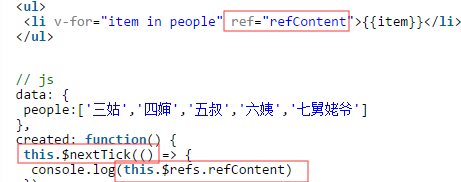 <ul>
<li v-for="item in people" ref="refContent">{{item}}</li>
</ul>
// js
data: {
people:['三姑','四婶','五叔','六姨','七舅姥爷']
},
created: function() {
this.$nextTick(() => {
console.log(this.$refs.refContent)